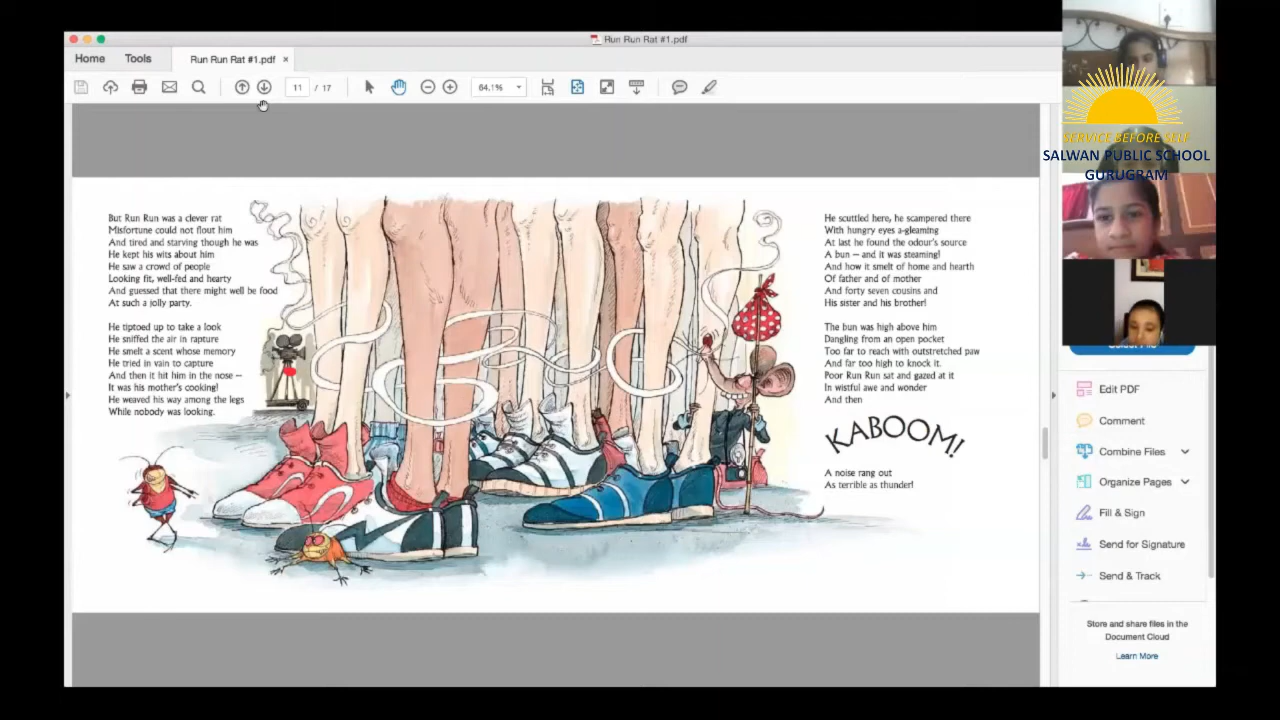 Run Run Rat #1.pdf
Home
Tools
Run Run Rat #1.pdf ×
11 / 17
64.1%
SERVICE BEFORE SELF
SALWAN PUBLIC SCHOOL
GURUGRAM
But Run Run was a clever rat
Misfortune could not flout him
And tired and starving though he was
He kept his wits about him
He saw a crowd of people
Looking fit, well-fed and hearty
And guessed that there might well be food
At such a jolly party.
He tiptoed up to take a look
He sniffed the air in rapture
He smelt a scent whose memory
He tried in vain to capture
And then it hit him in the nose –
It was his mother's cooking!
He weaved his way among the legs
While nobody was looking.
He scuttled here, he scampered there
With hungry eyes a-gleaming
At last he found the odour's source
A bun – and it was steaming!
And how it smelt of home and hearth
Of father and of mother
And forty seven cousins and
His sister and his brother!
The bun was high above him
Dangling from an open pocket
Too far to reach with outstretched paw
And far too high to knock it.
Poor Run Run sat and gazed at it
In wistful awe and wonder
And then
KABOOM!
A noise rang out
As terrible as thunder!
Edit PDF
Comment
Combine Files
Organize Pages
Fill & Sign
Send for Signature
Send & Track
Store and share files in the
Document Cloud
Learn More